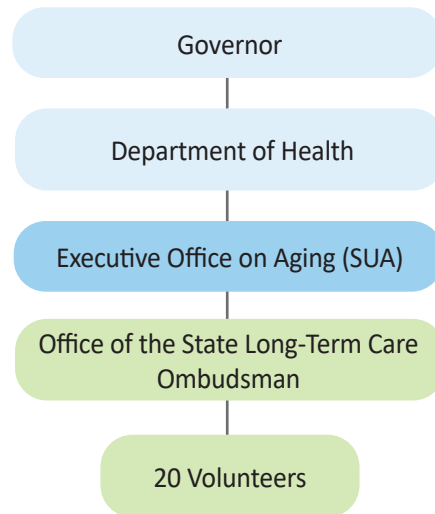 Governor
Department of Health
Executive Office on Aging (SUA)
Office of the State Long-Term Care
Ombudsman
20 Volunteers